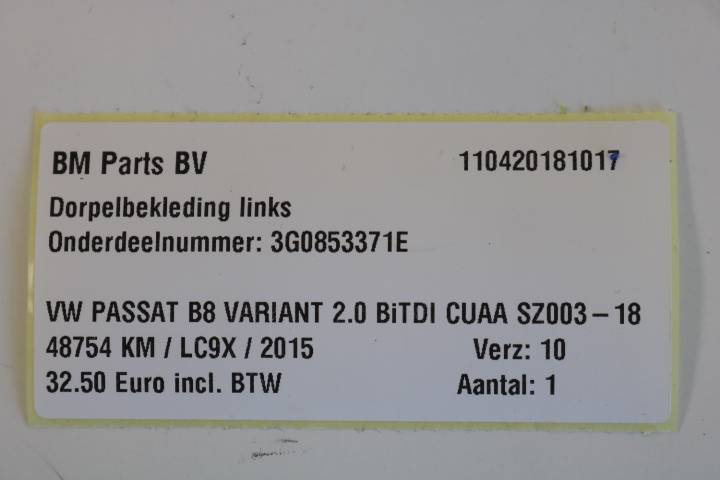 BM Parts BV 110420181017
Dorpelbekleding links
Onderdeelnummer: 3G0853371E
VW PASSAT B8 VARIANT 2.0 BiTDI CUAA SZ003-18
48754 KM / LC9X / 2015 Verz: 10
32.50 Euro incl. BTW Aantal: 1